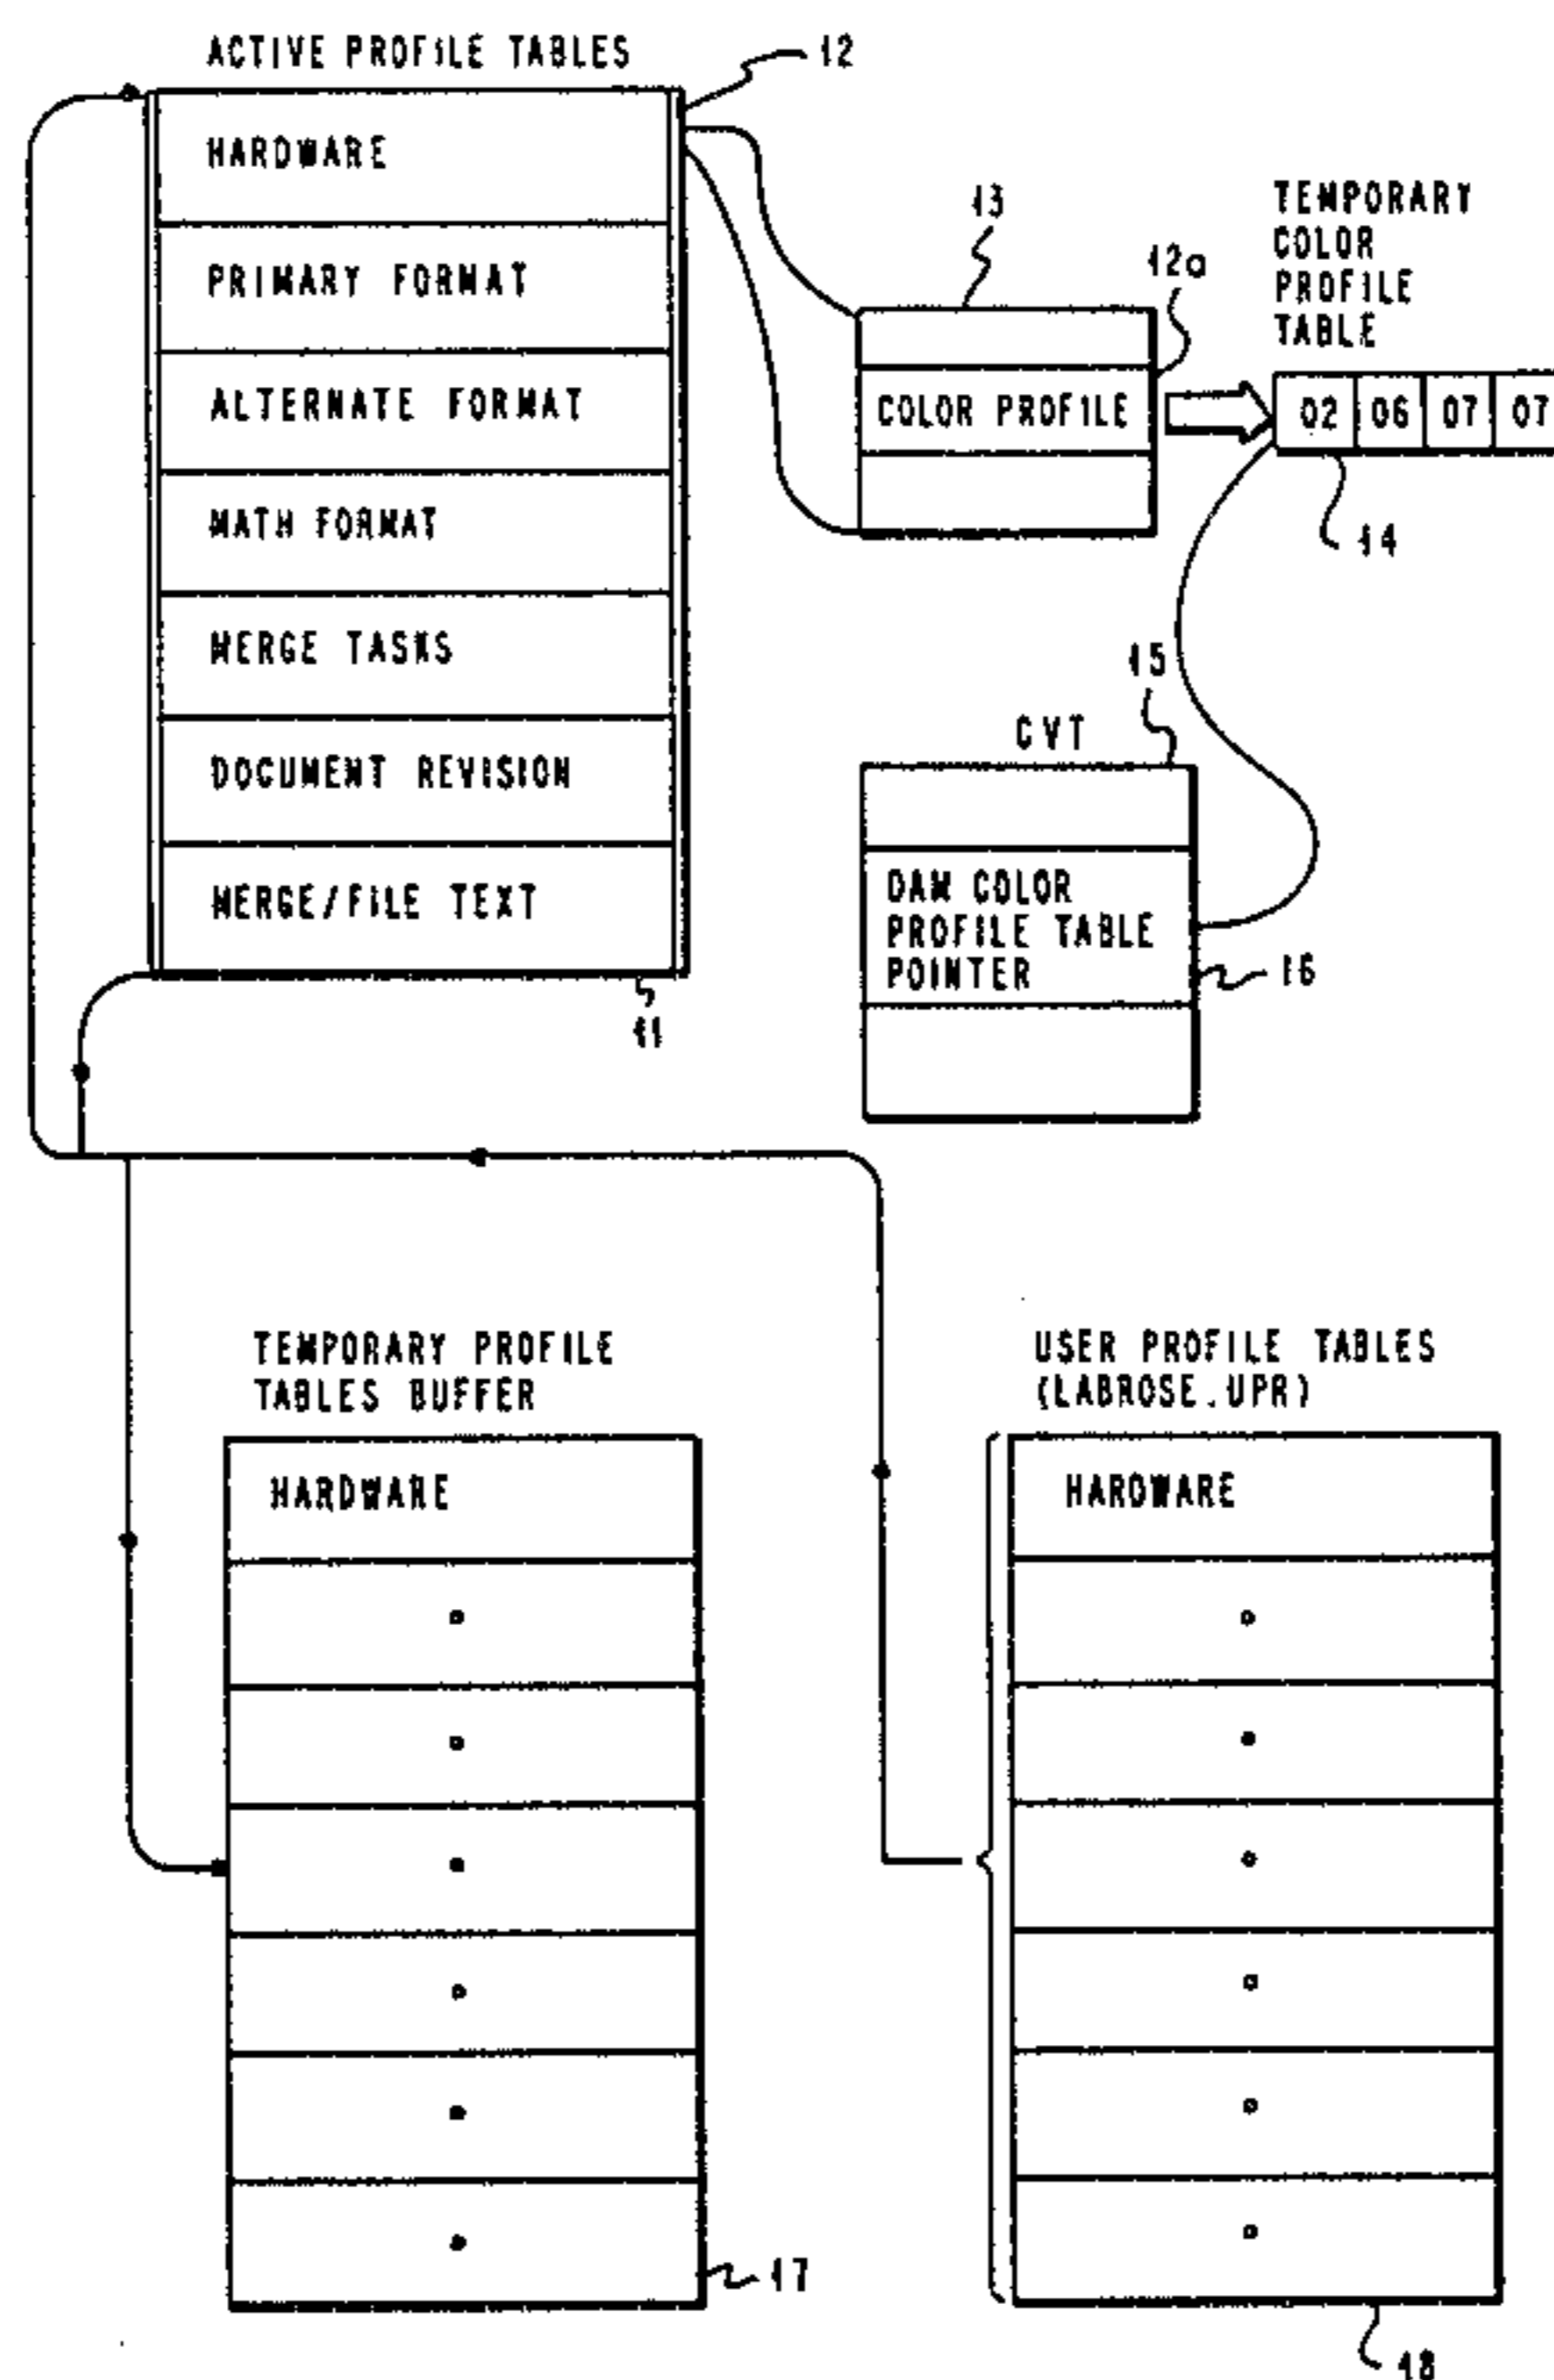 ACTIVE PROFILE TABLES
12
HARDWARE
PRIMARY FORMAT
ALTERNATE FORMAT
MATH FORMAT
MERGE TASKS
DOCUMENT REVISION
MERGE/FILE TEXT
11
13
12a
COLOR PROFILE
TEMPORARY
COLOR
PROFILE
TABLE
02 06 07 07
14
15
CVT
DAM COLOR
PROFILE TABLE
POINTER
16
TEMPORARY PROFILE
TABLES BUFFER
HARDWARE
17
USER PROFILE TABLES
(LABROSE.UPR)
HARDWARE
18